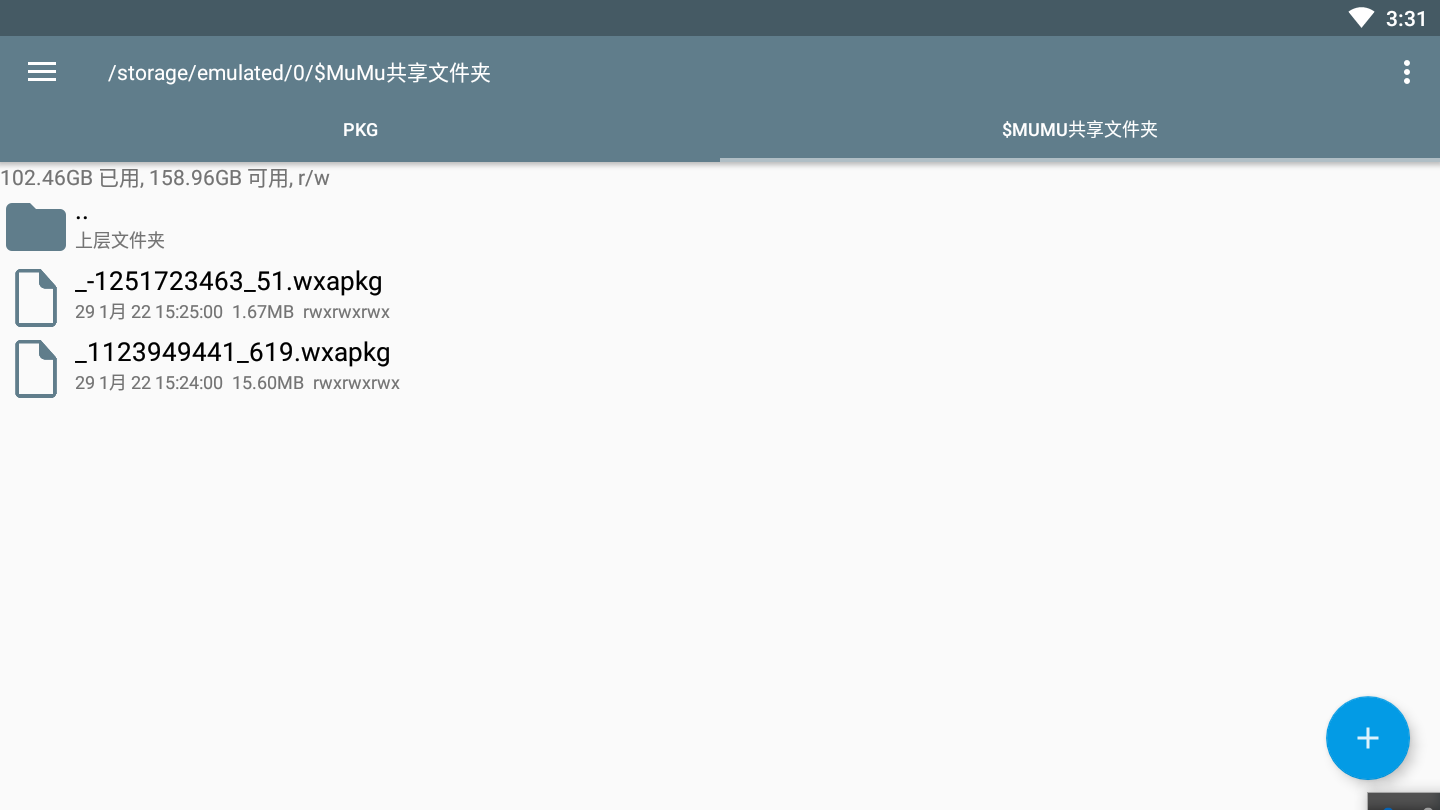 3:31
/storage/emulated/0/$MuMu共享文件夹
PKG
$MUMU共享文件夹
102.46GB 已用, 158.96GB 可用, r/w
..
上层文件夹
_-1251723463_51.wxapkg
29 1月 22 15:25:00 1.67MB rwxrwxrwx
_1123949441_619.wxapkg
29 1月 22 15:24:00 15.60MB rwxrwxrwx